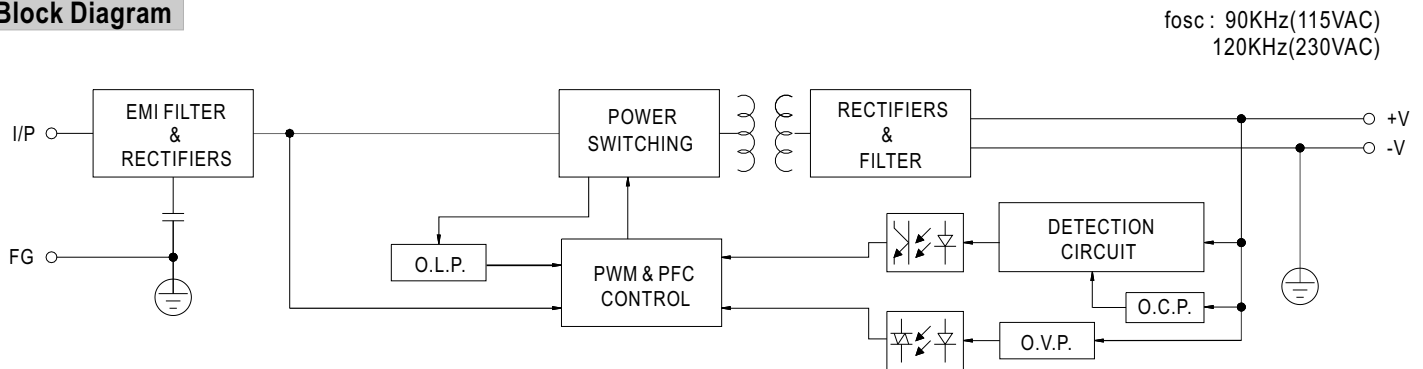 Block Diagram
fosc : 90KHz(115VAC)
120KHz(230VAC)
I/P
EMI FILTER
&
RECTIFIERS
POWER
SWITCHING
RECTIFIERS
&
FILTER
+V
-V
FG
O.L.P.
PWM & PFC
CONTROL
DETECTION
CIRCUIT
O.C.P.
O.V.P.